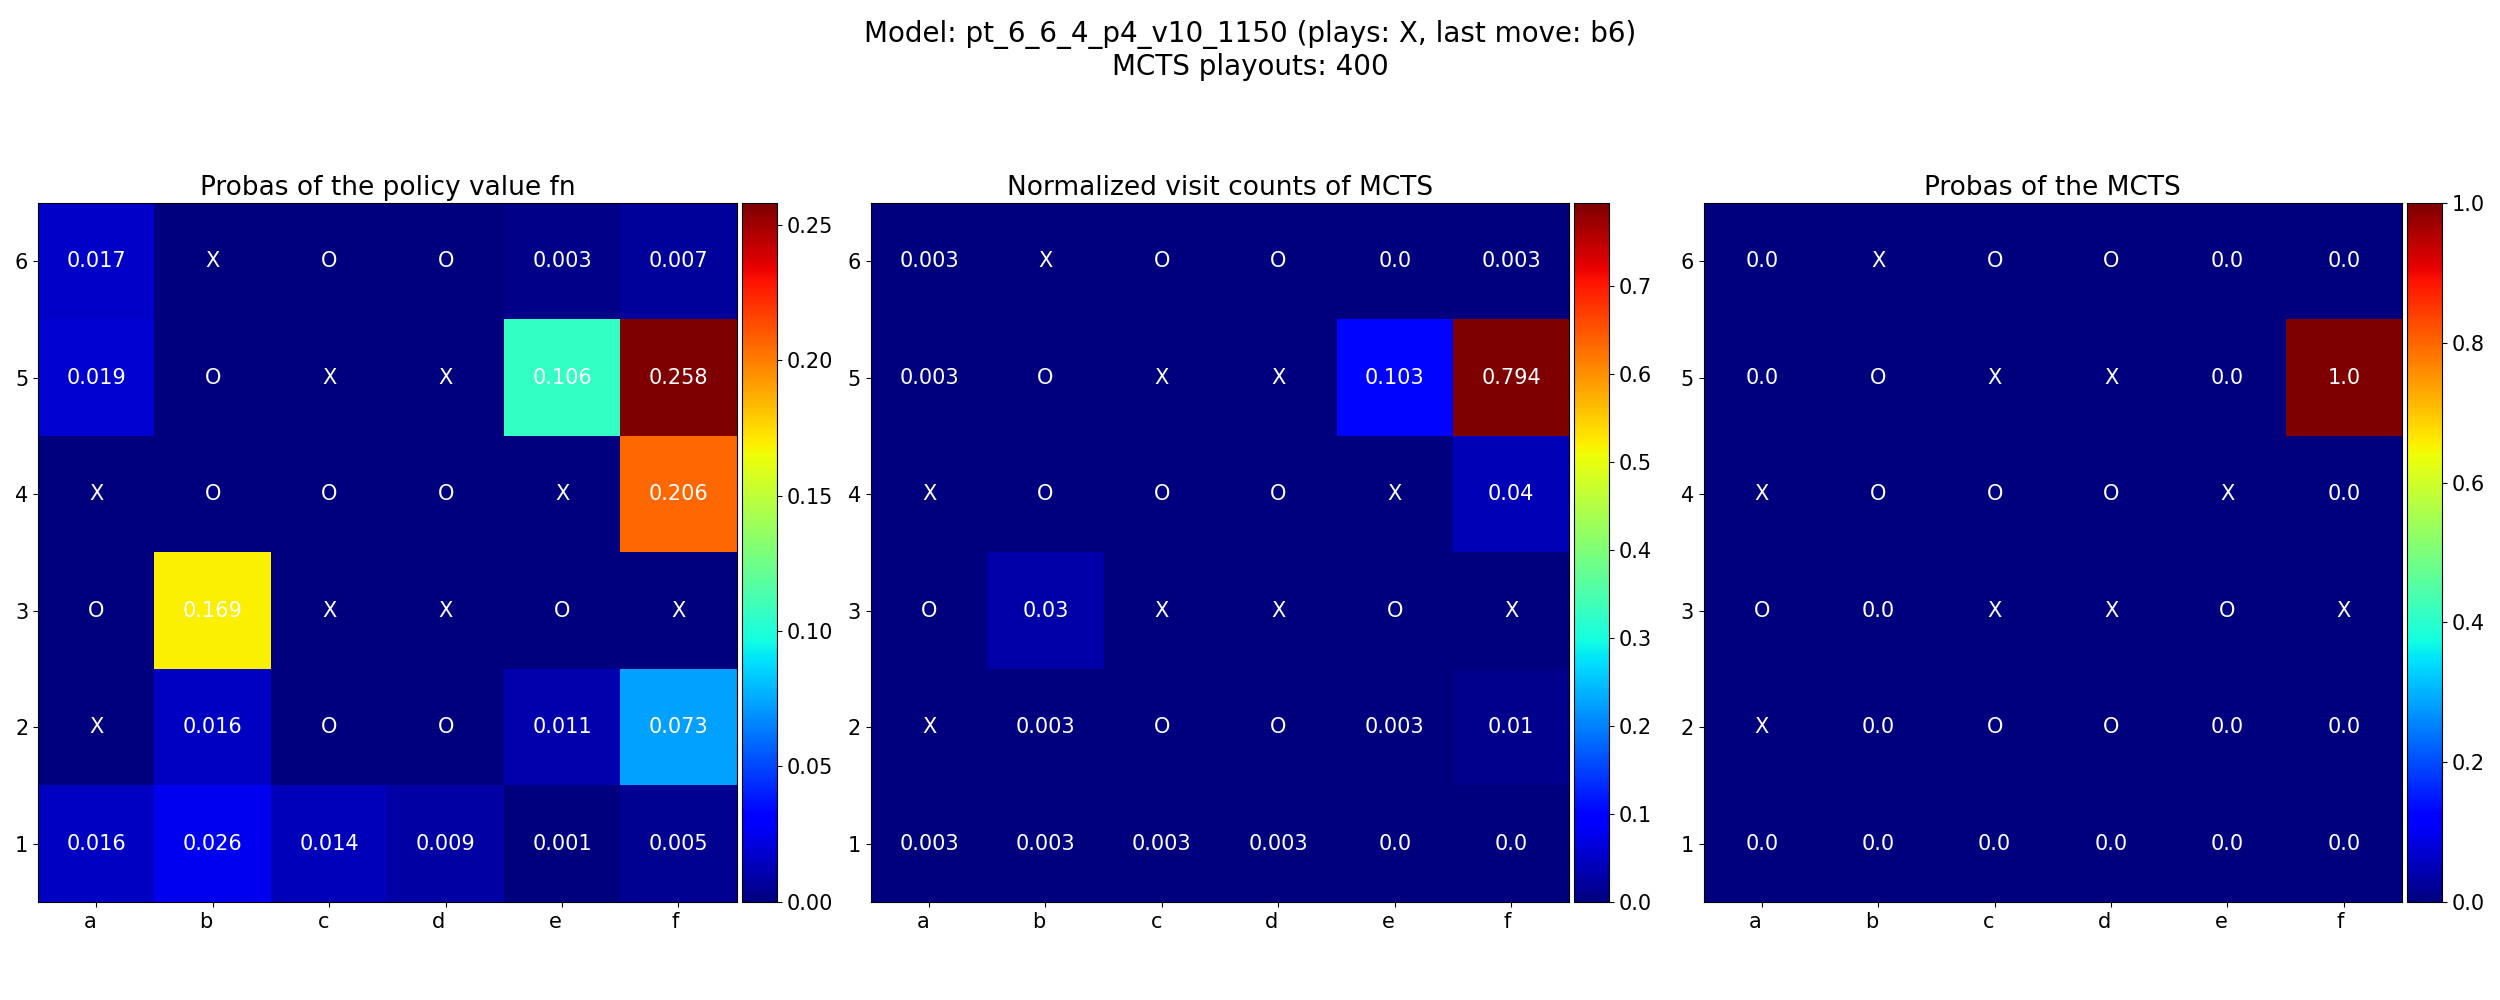 Model: pt_6_6_4_p4_v10_1150 (plays: X, last move: b6)
MCTS playouts: 400
Probas of the policy value fn
6 0.017 X O O 0.003 0.007
5 0.019 O X X 0.106 0.258
4 X O O O X 0.206
3 O 0.169 X X O X
2 X 0.016 O O 0.011 0.073
1 0.016 0.026 0.014 0.009 0.001 0.005
a b c d e f
0.25
0.20
0.15
0.10
0.05
0.00
Normalized visit counts of MCTS
6 0.003 X O O 0.0 0.003
5 0.003 O X X 0.103 0.794
4 X O O O X 0.04
3 O 0.03 X X O X
2 X 0.003 O O 0.003 0.01
1 0.003 0.003 0.003 0.003 0.0 0.0
a b c d e f
0.7
0.6
0.5
0.4
0.3
0.2
0.1
0.0
Probas of the MCTS
6 0.0 X O O 0.0 0.0
5 0.0 O X X 0.0 1.0
4 X O O O X 0.0
3 O 0.0 X X O X
2 X 0.0 O O 0.0 0.0
1 0.0 0.0 0.0 0.0 0.0 0.0
a b c d e f
1.0
0.8
0.6
0.4
0.2
0.0